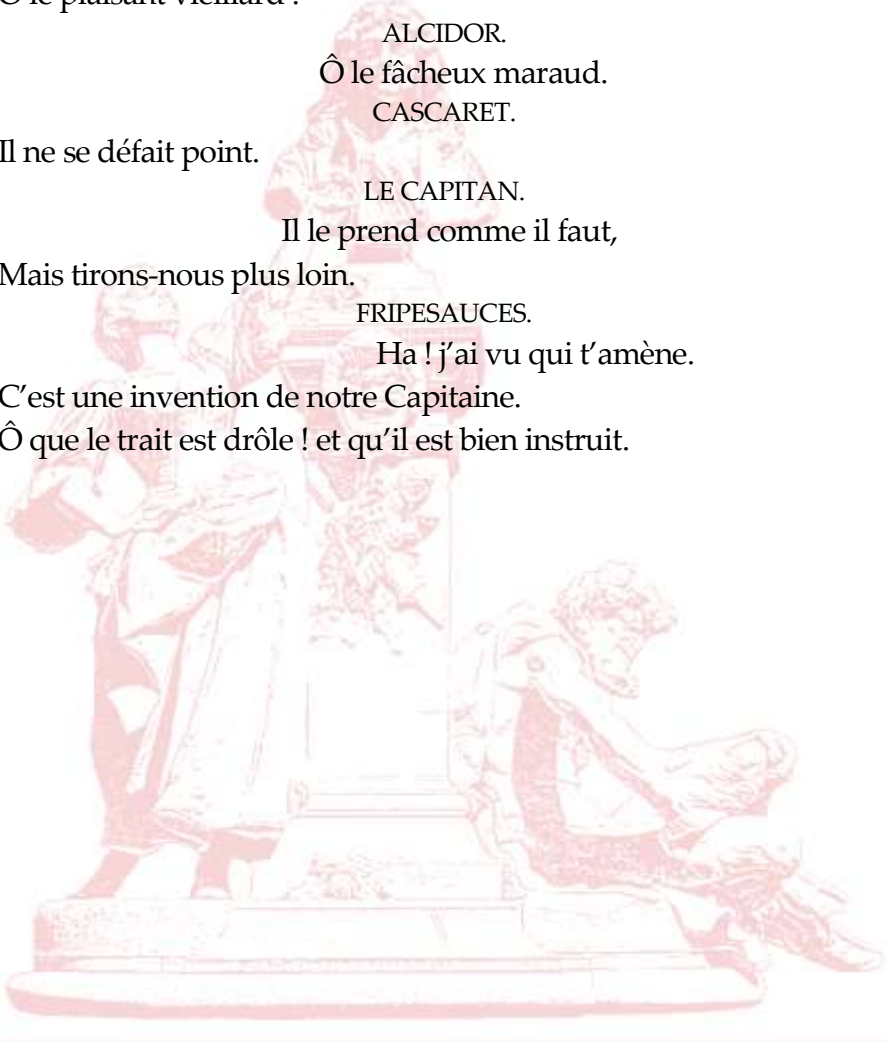 Ô le plaisant vieillard !
ALCIDOR.
Ô le fâcheux maraud.
CASCARET.
Il ne se défait point.
LE CAPITAN.
Il le prend comme il faut,
Mais tirons-nous plus loin.
FRIPESAUCES.
Ha ! j’ai vu qui t’amène.
C’est une invention de notre Capitaine.
Ô que le trait est drôle ! et qu’il est bien instruit.